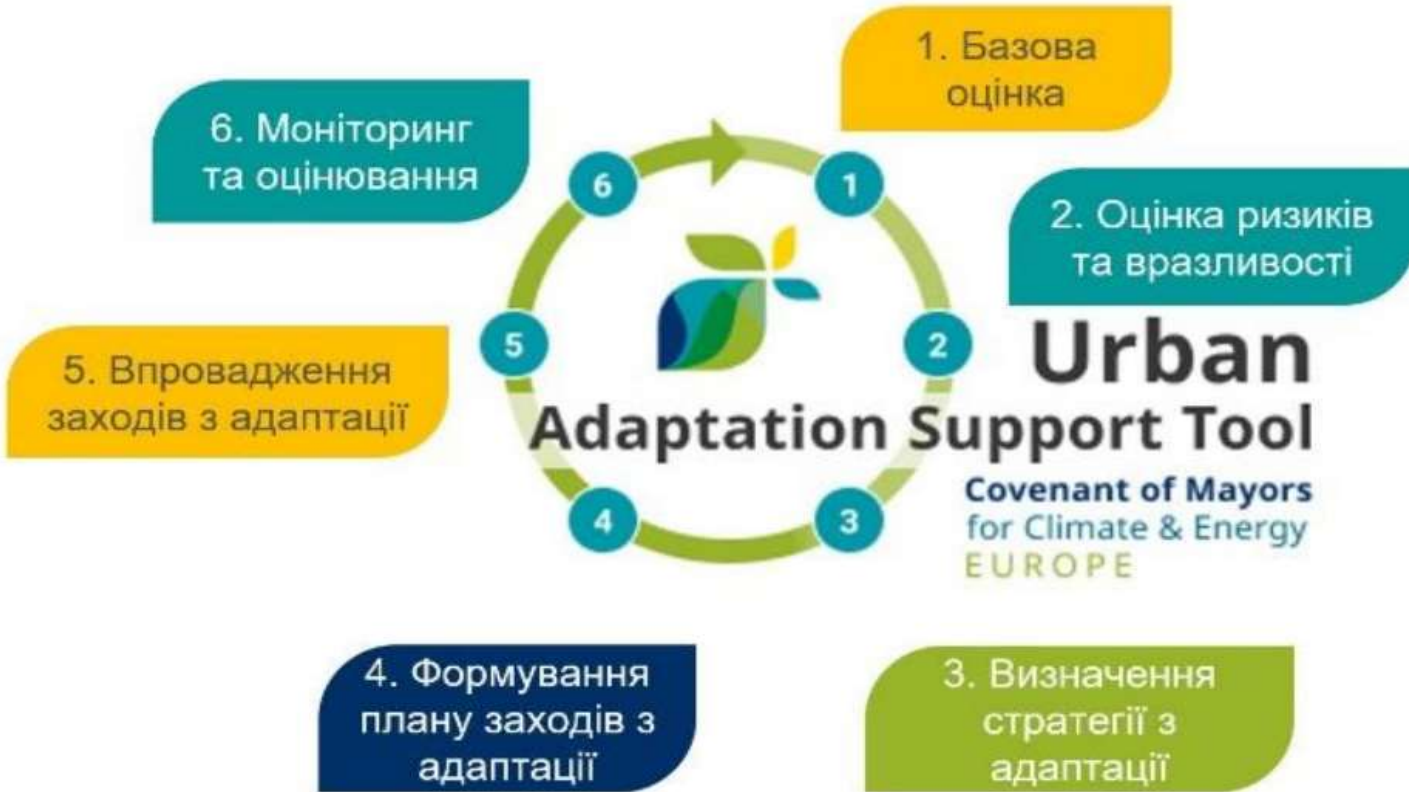 1. Базова
оцінка
6. Моніторинг
та оцінювання
6
1
2. Оцінка ризиків
та вразливості
5
2
Urban
5. Впровадження
заходів з адаптації
Adaptation Support Tool
Covenant of Mayors
for Climate & Energy
EUROPE
4
3
4. Формування
плану заходів з
адаптації
3. Визначення
стратегії з
адаптації